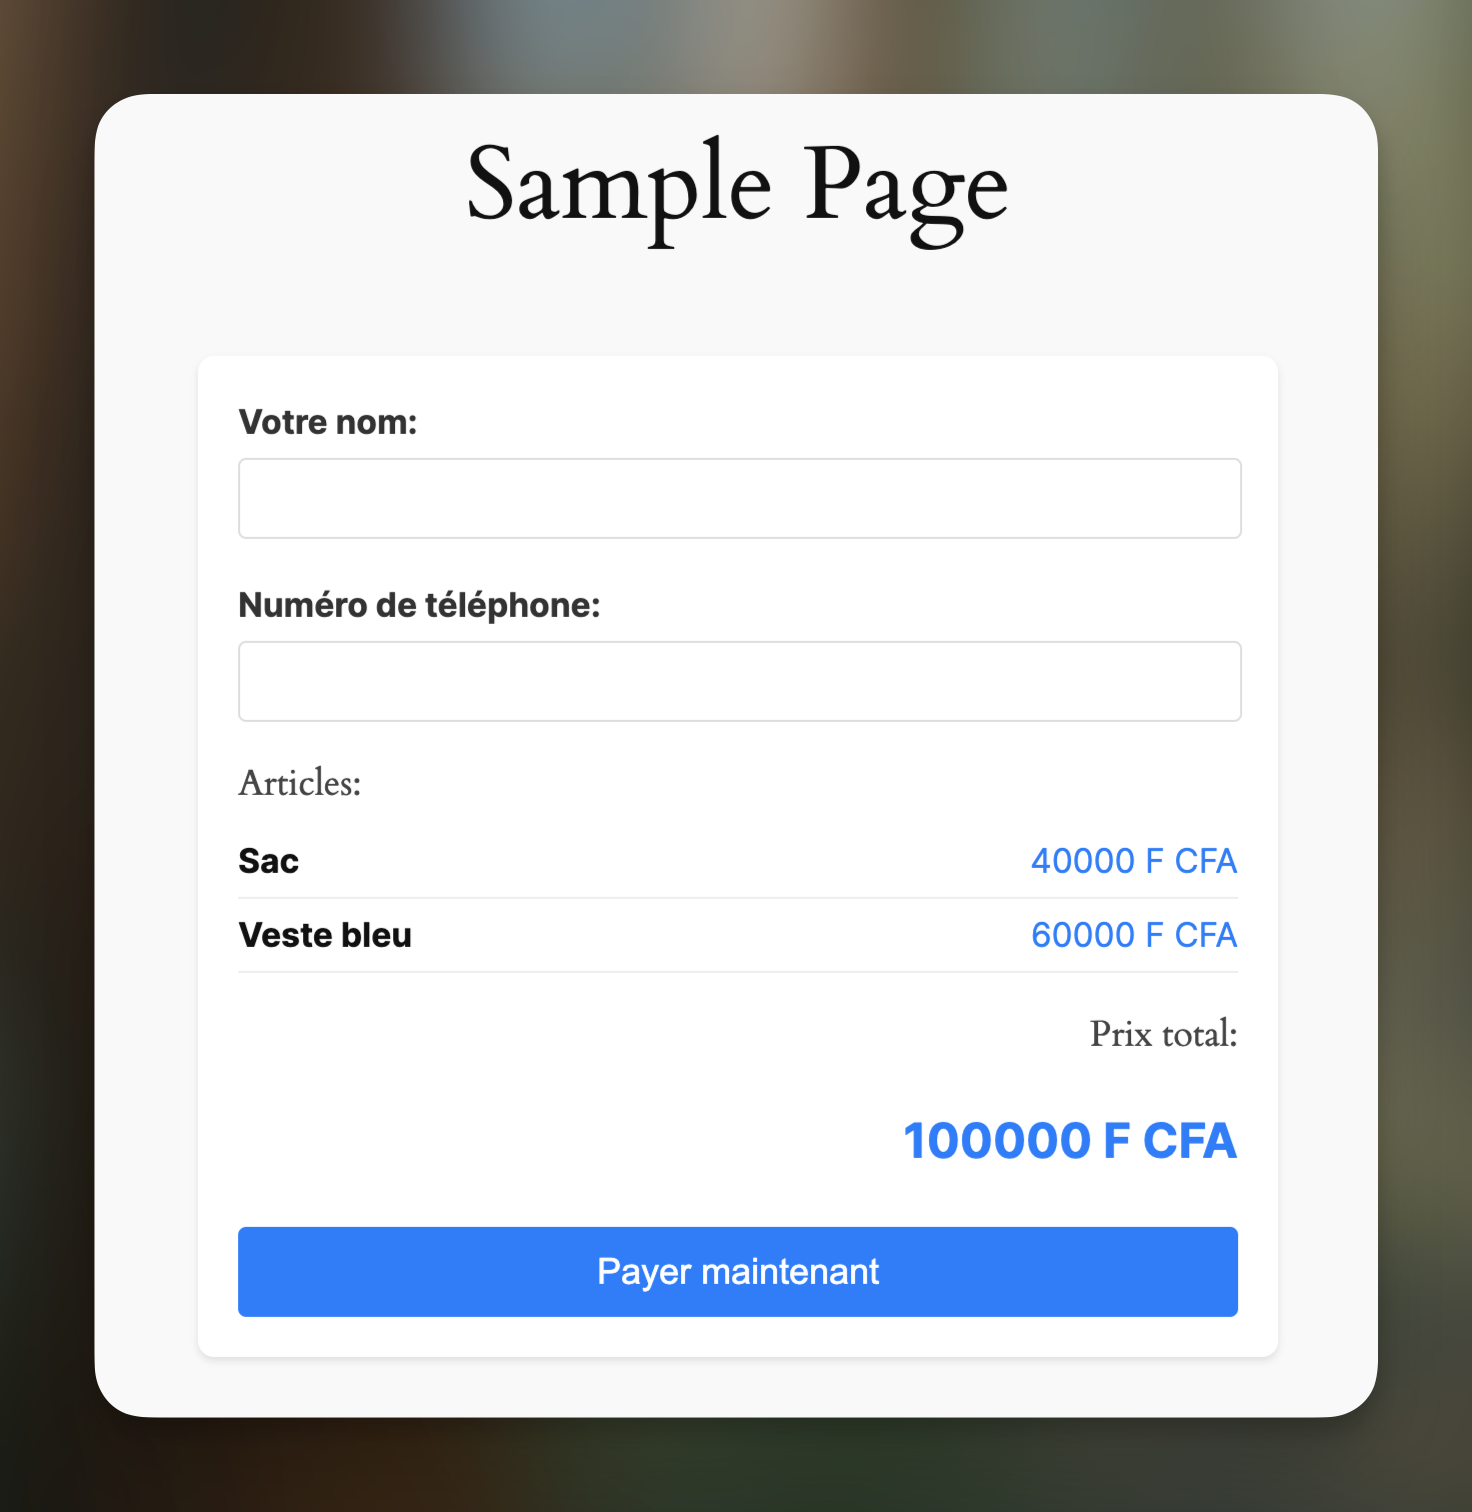 Sample Page
Votre nom:
Numéro de téléphone:
Articles:
Sac 40000 F CFA
Veste bleu 60000 F CFA
Prix total:
100000 F CFA
Payer maintenant